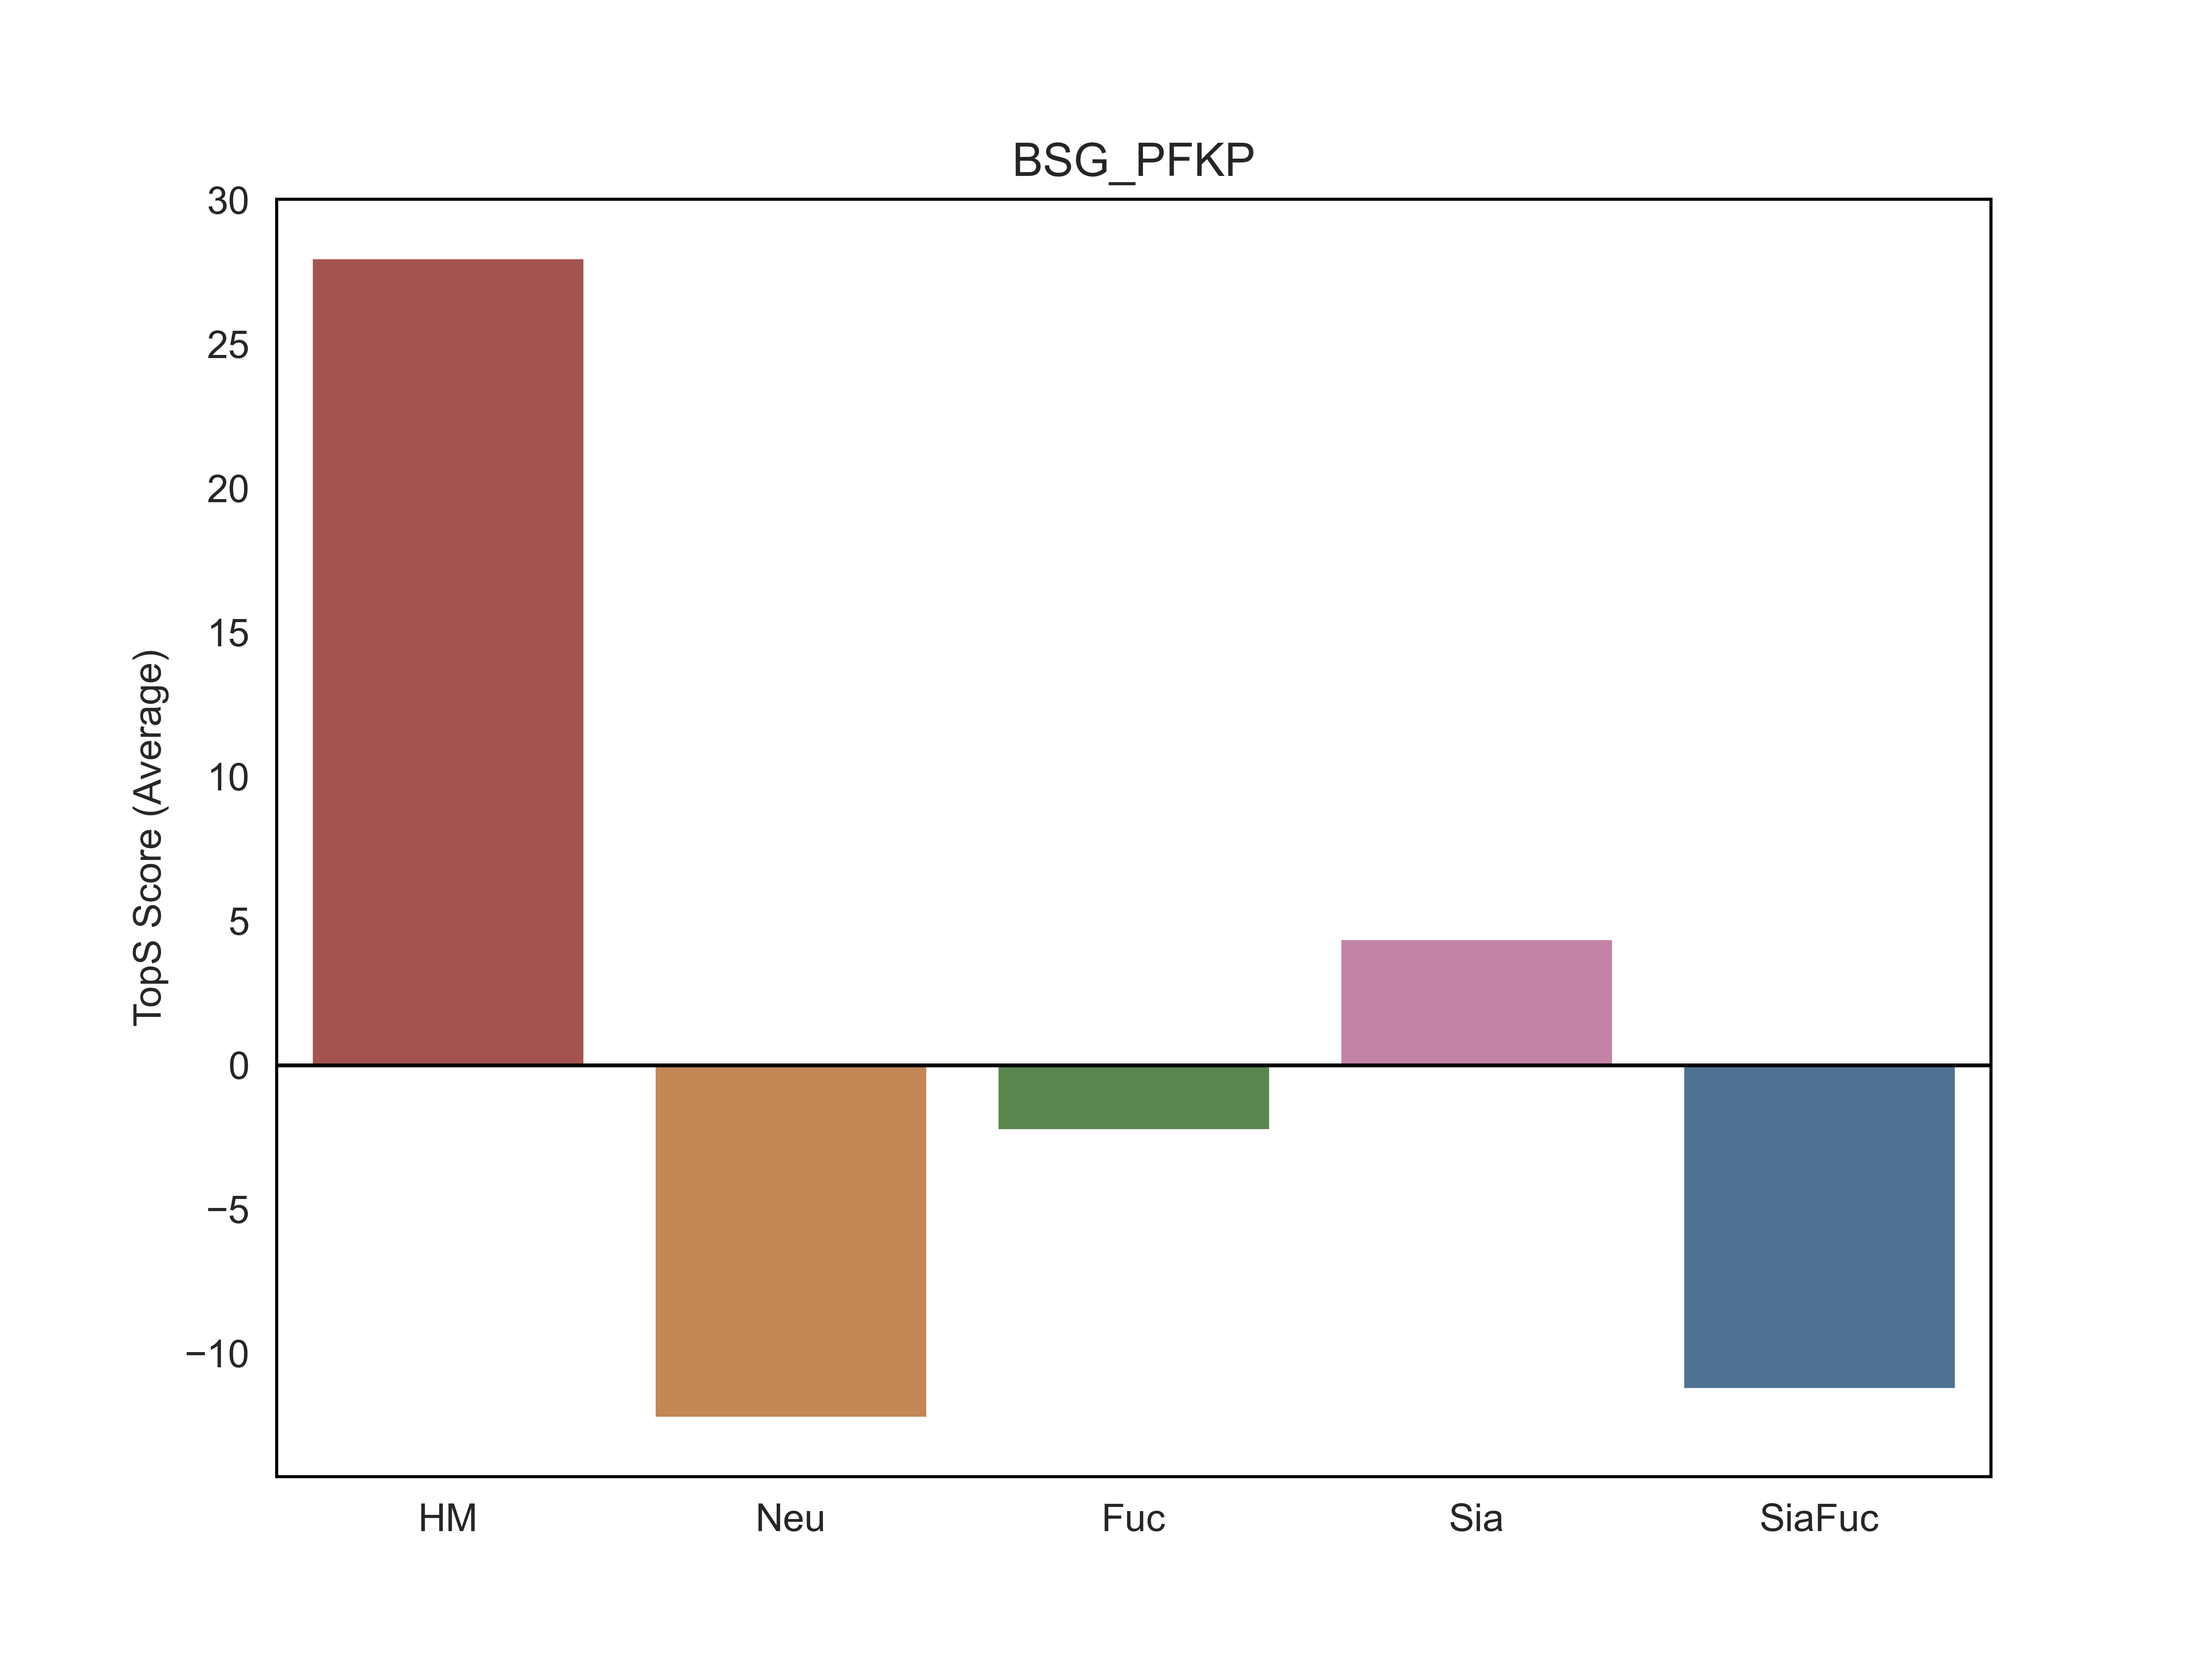 BSG_PFKP
30
25
20
15
10
5
0
−5
−10
TopS Score (Average)
HM
Neu
Fuc
Sia
SiaFuc